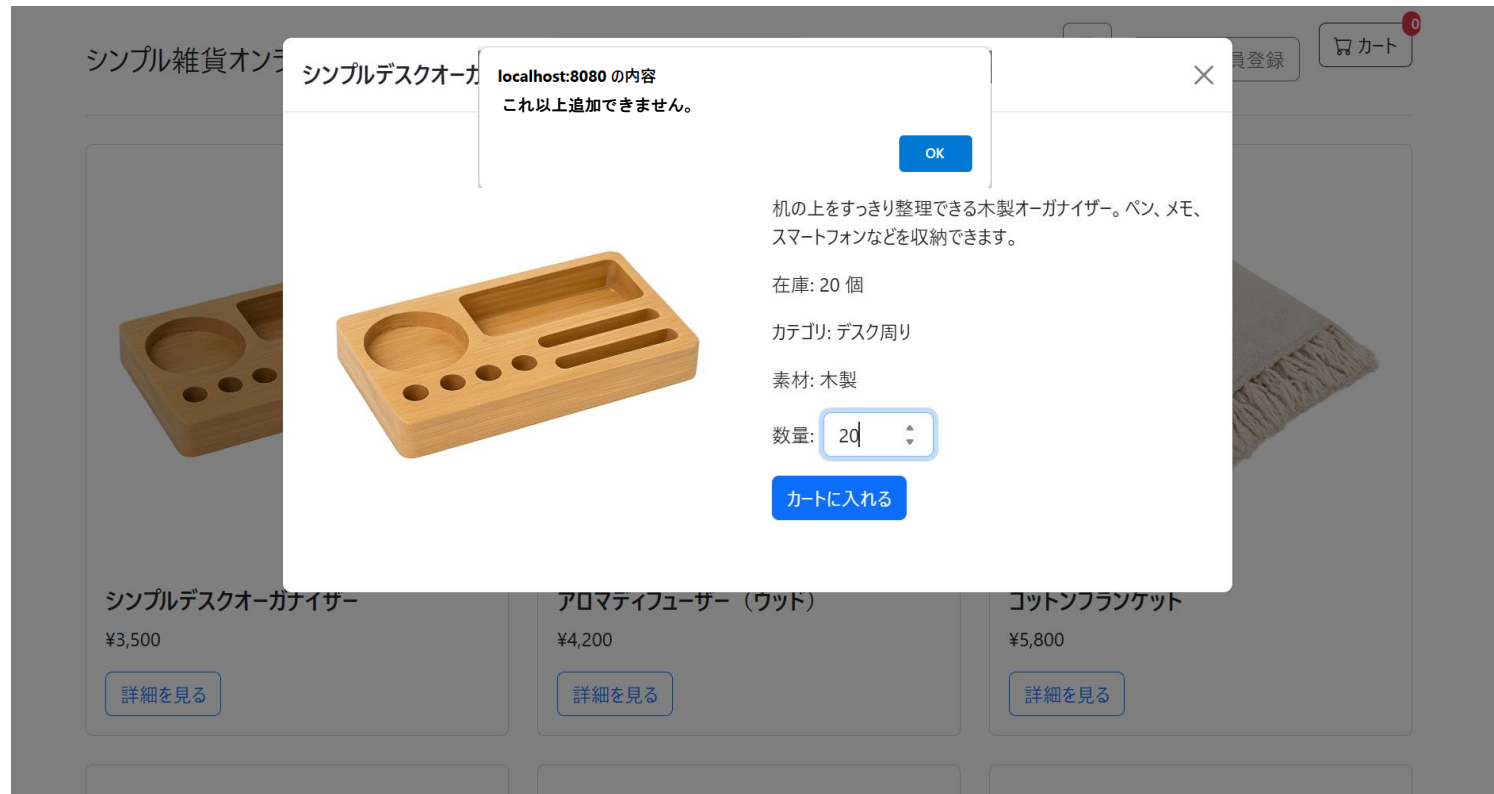 シンプル雑貨オンラ
員登録
カート
0
シンプルデスクオーガ
localhost:8080 の内容
これ以上追加できません。
OK
机の上をすっきり整理できる木製オーガナイザー。ペン、メモ、
スマートフォンなどを収納できます。
在庫: 20 個
カテゴリ: デスク周り
素材: 木製
数量: 20
カートに入れる
シンプルデスクオーガナイザー
¥3,500
詳細を見る
アロマディフューザー（ウッド）
¥4,200
詳細を見る
コットンブランケット
¥5,800
詳細を見る